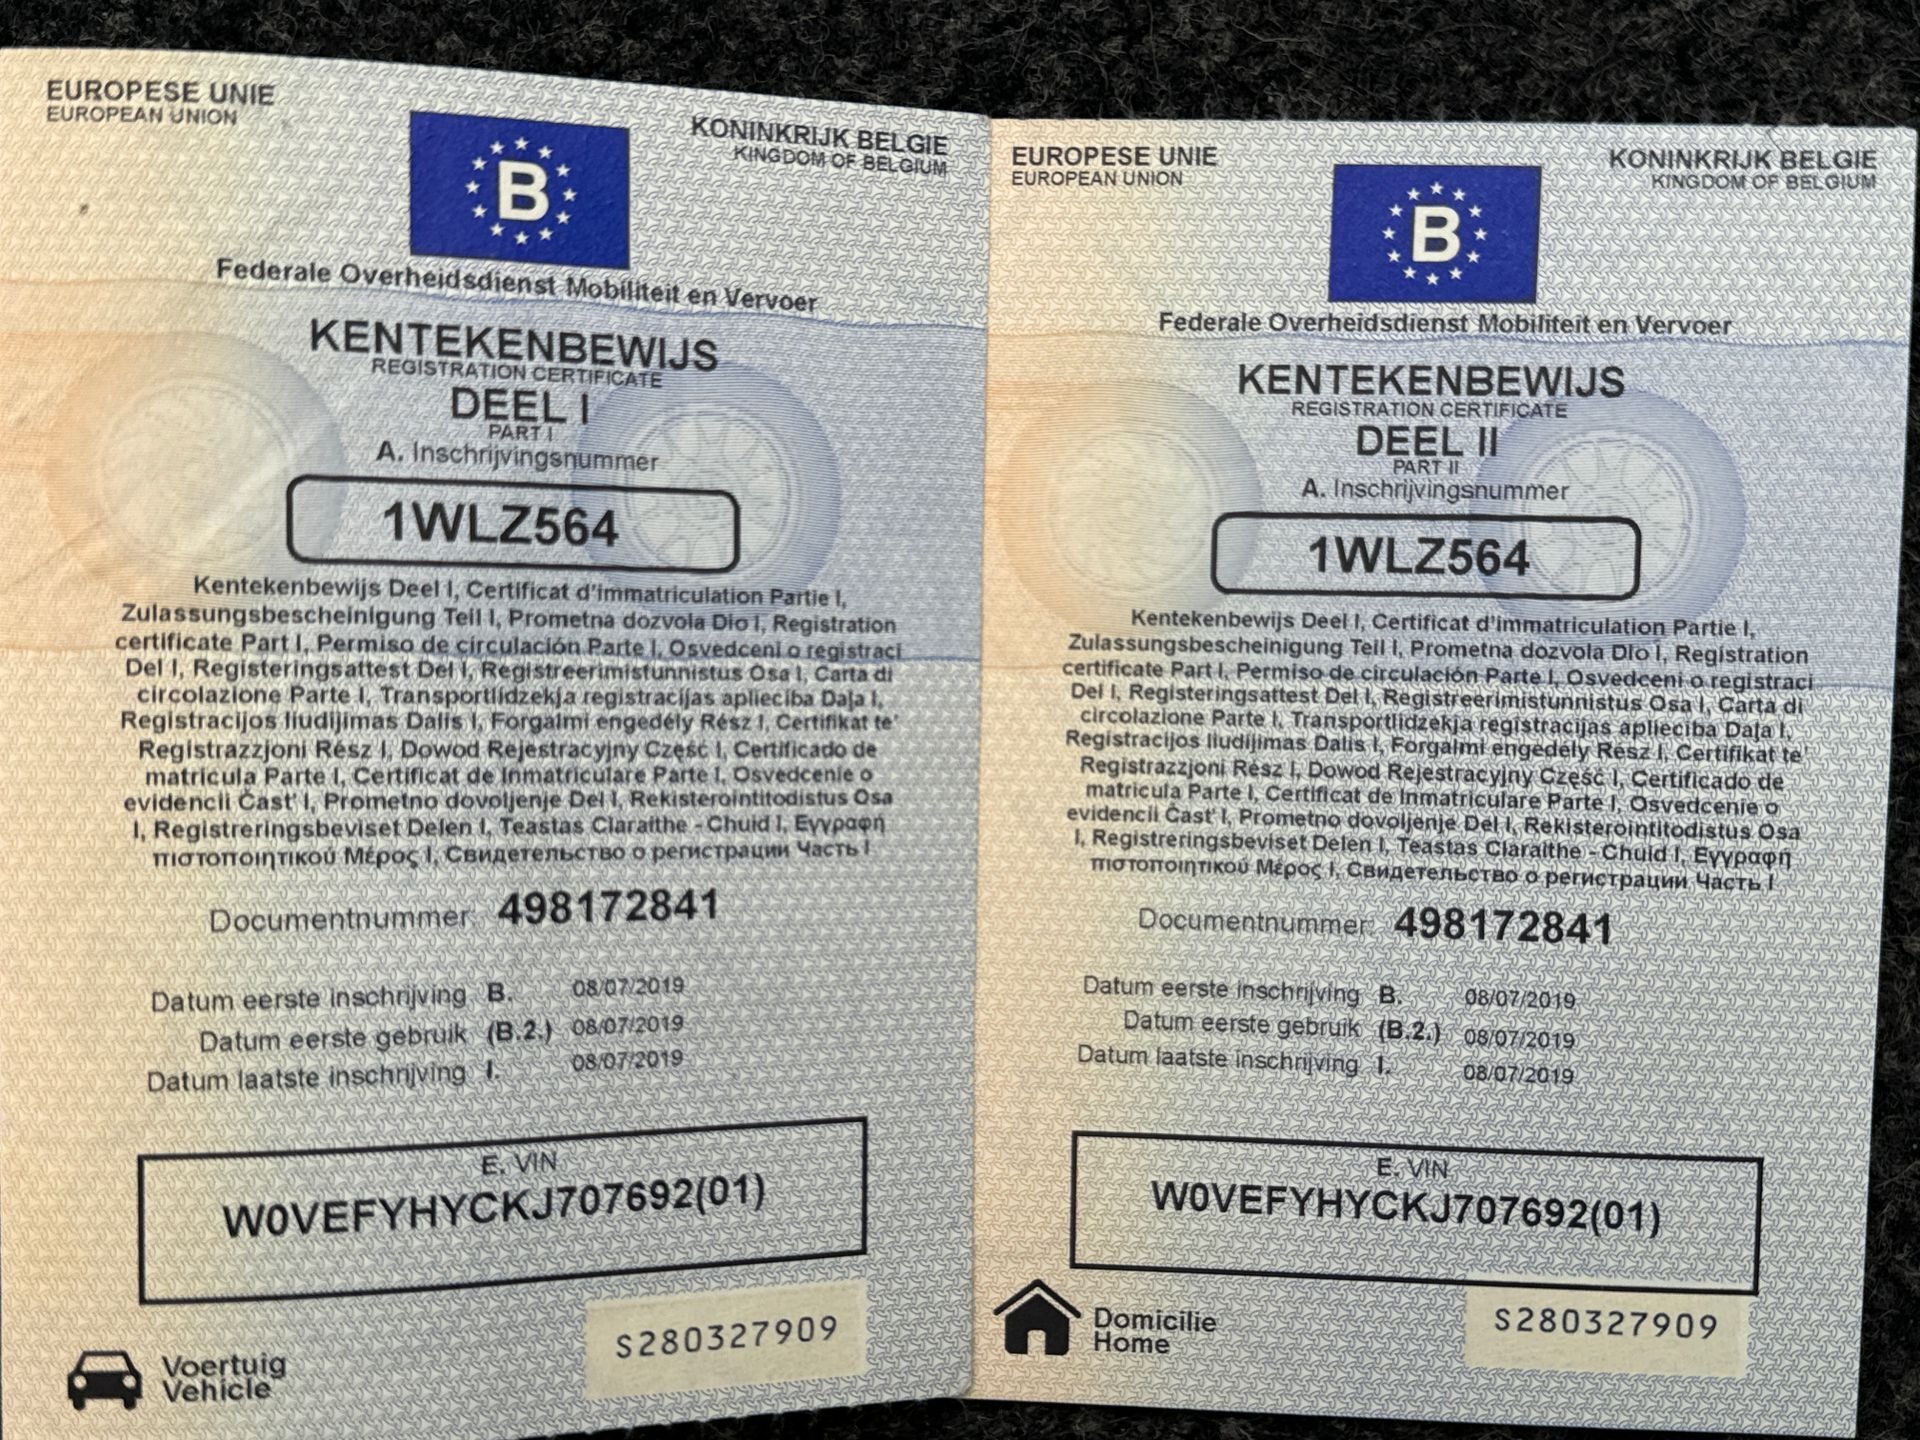 EUROPESE UNIE
EUROPEAN UNION
B
KONINKRIJK BELGIE
KINGDOM OF BELGIUM
Federale Overheidsdienst Mobiliteit en Vervoer
KENTEKENBEWIJS
REGISTRATION CERTIFICATE
DEEL I
PART I
A. Inschrijvingsnummer
1WLZ564
Kentekenbewijs Deel I, Certificat d'immatriculation Partie I,
Zulassungsbescheinigung Teil I, Prometna dozvola Dio I, Registration
certificate Part I, Permiso de circulación Parte I, Osvedceni o registraci
Del I, Registeringsattest Del I, Registreerimistunnistus Osa I, Carta di
circolazione Parte I, Transportlidzekja registracijas aplieciba Daļa I,
Registracijos liudijimas Dalis I, Forgalmi engedély Rész I, Certifikat te'
Registrazzjoni Rész I, Dowod Rejestracyjny Część I, Certificado de
matricula Parte I, Certificat de Inmatriculare Parte I, Osvedcenie o
evidencii Čast' I, Prometno dovoljenje Del I, Rekisterointitodistus Osa
I, Registreringsbeviset Delen I, Teastas Claraithe - Chuid I, Εγγραφή
πιστοποιητικού Μέρος I, Свидетельство о регистрации Часть I
Documentnummer: 498172841
Datum eerste inschrijving B. 08/07/2019
Datum eerste gebruik (B.2.) 08/07/2019
Datum laatste inschrijving I. 08/07/2019
E. VIN
W0VEFYHYCKJ707692(01)
Voertuig
Vehicle
S280327909
EUROPESE UNIE
EUROPEAN UNION
B
KONINKRIJK BELGIE
KINGDOM OF BELGIUM
Federale Overheidsdienst Mobiliteit en Vervoer
KENTEKENBEWIJS
REGISTRATION CERTIFICATE
DEEL II
PART II
A. Inschrijvingsnummer
1WLZ564
Kentekenbewijs Deel I, Certificat d'immatriculation Partie I,
Zulassungsbescheinigung Teil I, Prometna dozvola Dio I, Registration
certificate Part I, Permiso de circulación Parte I, Osvedceni o registraci
Del I, Registeringsattest Del I, Registreerimistunnistus Osa I, Carta di
circolazione Parte I, Transportlidzekja registracijas aplieciba Daļa I,
Registracijos liudijimas Dalis I, Forgalmi engedély Rész I, Certifikat te'
Registrazzjoni Rész I, Dowod Rejestracyjny Część I, Certificado de
matricula Parte I, Certificat de Inmatriculare Parte I, Osvedcenie o
evidencii Čast' I, Prometno dovoljenje Del I, Rekisterointitodistus Osa
I, Registreringsbeviset Delen I, Teastas Claraithe - Chuid I, Εγγραφή
πιστοποιητικού Μέρος I, Свидетельство о регистрации Часть I
Documentnummer: 498172841
Datum eerste inschrijving B. 08/07/2019
Datum eerste gebruik (B.2.) 08/07/2019
Datum laatste inschrijving I. 08/07/2019
E. VIN
W0VEFYHYCKJ707692(01)
Domicilie
Home
S280327909